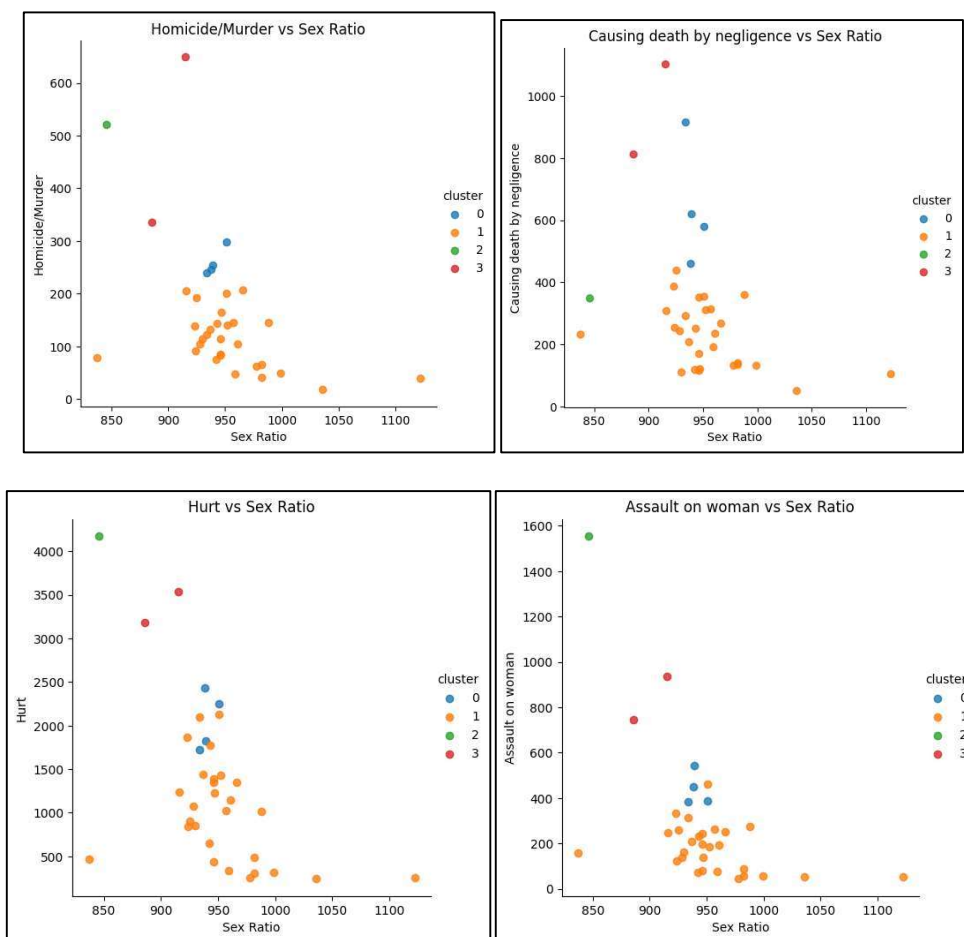 Homicide/Murder vs Sex Ratio
600
500
400
300
200
100
0
Homicide/Murder
850 900 950 1000 1050 1100
Sex Ratio
cluster
0
1
2
3
Causing death by negligence vs Sex Ratio
1000
800
600
400
200
0
Causing death by negligence
850 900 950 1000 1050 1100
Sex Ratio
cluster
0
1
2
3
Hurt vs Sex Ratio
4000
3500
3000
2500
2000
1500
1000
500
Hurt
850 900 950 1000 1050 1100
Sex Ratio
cluster
0
1
2
3
Assault on woman vs Sex Ratio
1600
1400
1200
1000
800
600
400
200
0
Assault on woman
850 900 950 1000 1050 1100
Sex Ratio
cluster
0
1
2
3